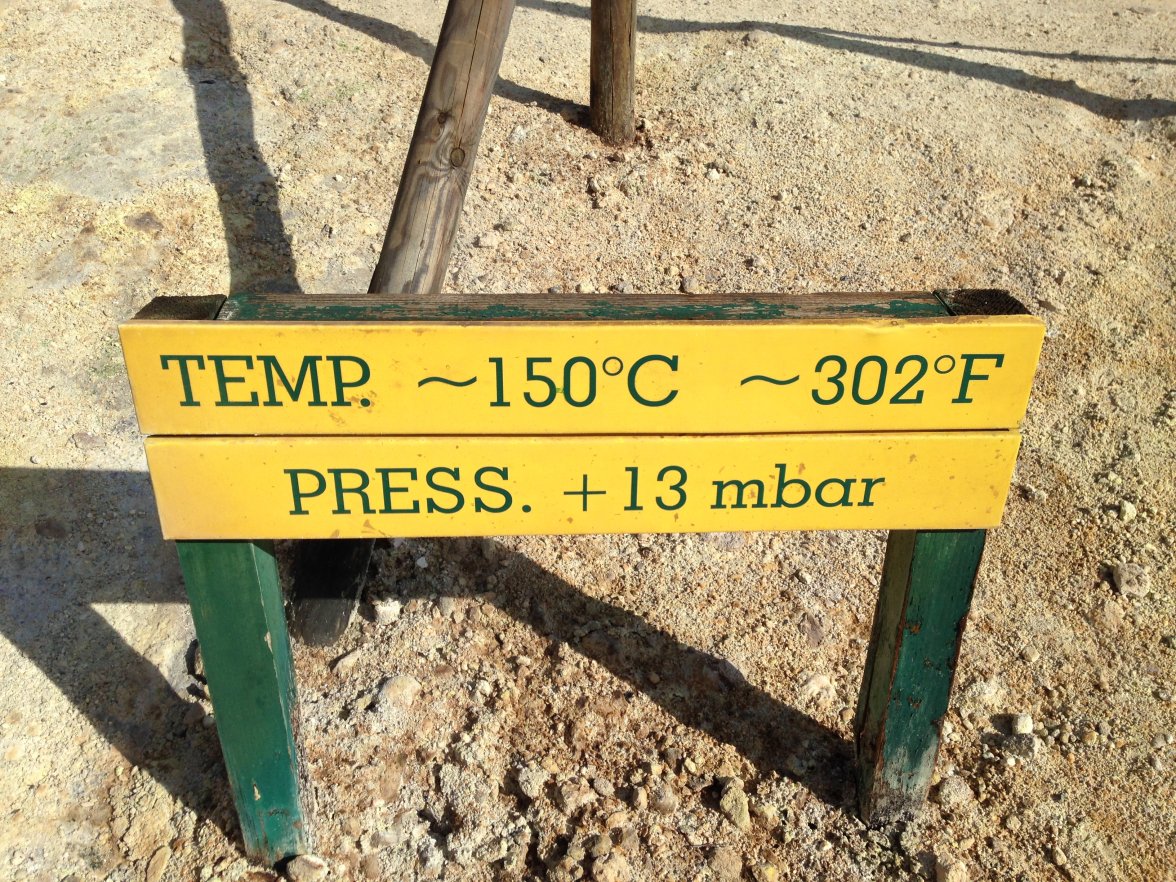 TEMP. ~150°C ~302°F
PRESS. +13 mbar